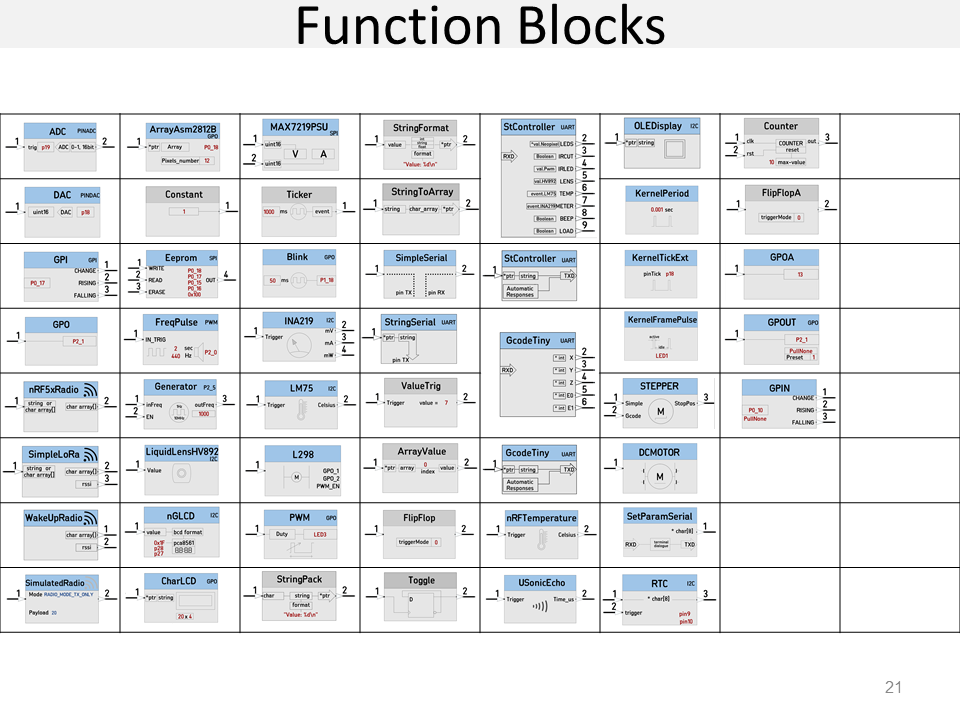 Function Blocks
ADC PINADC
1 trig p19 ADC 0-1, 16bit 2
ArrayAsm2812B GPO
1 *ptr Array P0_18
Pixels_number 12
MAX7219PSU SPI
1 uint16
V A
2 uint16
StringFormat
1 value int string float *ptr 2
format
"Value: %d\n"
StController UART
RXD
*val.Neopixel LEDS 2
Boolean IRCUT 3
val.Pwm IRLED 4
val.HV892 LENS 5
event.LM75 TEMP 6
event.INA219 METER 7
Boolean BEEP 8
Boolean LOAD 9
OLEDisplay I2C
1 *ptr string
Counter
1 clk COUNTER out 3
2 rst reset
10 max-value
DAC PINDAC
1 uint16 DAC p18
Constant
1 1
Ticker
1000 ms event 1
StringToArray
1 string char_array *ptr 2
KernelPeriod
0.001 sec
FlipFlopA
1 2
triggerMode 0
GPI GPI
P0_17
CHANGE 1
RISING 2
FALLING 3
Eeprom SPI
1 WRITE P0_18
2 READ P0_17 OUT 4
P0_15
3 ERASE P0_16
0x100
Blink GPO
50 ms P1_18
SimpleSerial
1 2
pin TX pin RX
StController UART
1 *ptr string TXD
Automatic
Responses
KernelTickExt
pinTick p18
GPOA
1 13
GPO
1 P2_1
FreqPulse PWM
1 IN_TRIG
2 sec
440 Hz P2_0
INA219 I2C
1 Trigger
mV 2
mA 3
mW 4
StringSerial UART
1 *ptr string
pin TX
GcodeTiny UART
RXD
* int X 2
* int Y 3
* int Z 4
* int E0 5
* int E1 6
KernelFramePulse
active
idle
LED1
GPOUT GPO
1 P2_1
PullNone
Preset : 1
nRF5xRadio
1 string or char array[] char array[] 2
Generator P2_5
1 inFreq outFreq 3
2 EN 1000
LM75 I2C
1 Trigger Celsius 2
ValueTrig
1 Trigger value = 7 2
STEPPER
1 Simple StepPos 3
2 Gcode M
GPIN GPIN
P0_10
PullNone
CHANGE 1
RISING 2
FALLING 3
SimpleLoRa
1 string or char array[] char array[] 2
rssi 3
LiquidLensHV892 I2C
1 Value
L298
1 M
GPO_1
GPO_2
PWM_EN
ArrayValue
1 *ptr array 0 value 2
index
GcodeTiny UART
1 *ptr string TXD
Automatic
Responses
DCMOTOR
1 M
WakeUpRadio
char array[] 1
rssi 2
nGLCD I2C
1 value bcd format
0x1F pca8561
p28
p27
PWM GPO
1 Duty LED3
FlipFlop
1 2
triggerMode 0
nRFTemperature
1 Trigger Celsius 2
SetParamSerial
* char[8] 1
RXD terminal dialogue TXD
SimulatedRadio
1 Mode RADIO_MODE_TX_ONLY 2
Payload 20
CharLCD GPO
1 *ptr string
20 x 4
StringPack
1 char string *ptr 2
format
"Value: %d\n"
Toggle
1 D 2
USonicEcho
1 Trigger Time_us 2
RTC I2C
1 * char[8] 3
2 trigger pin9
pin10
21